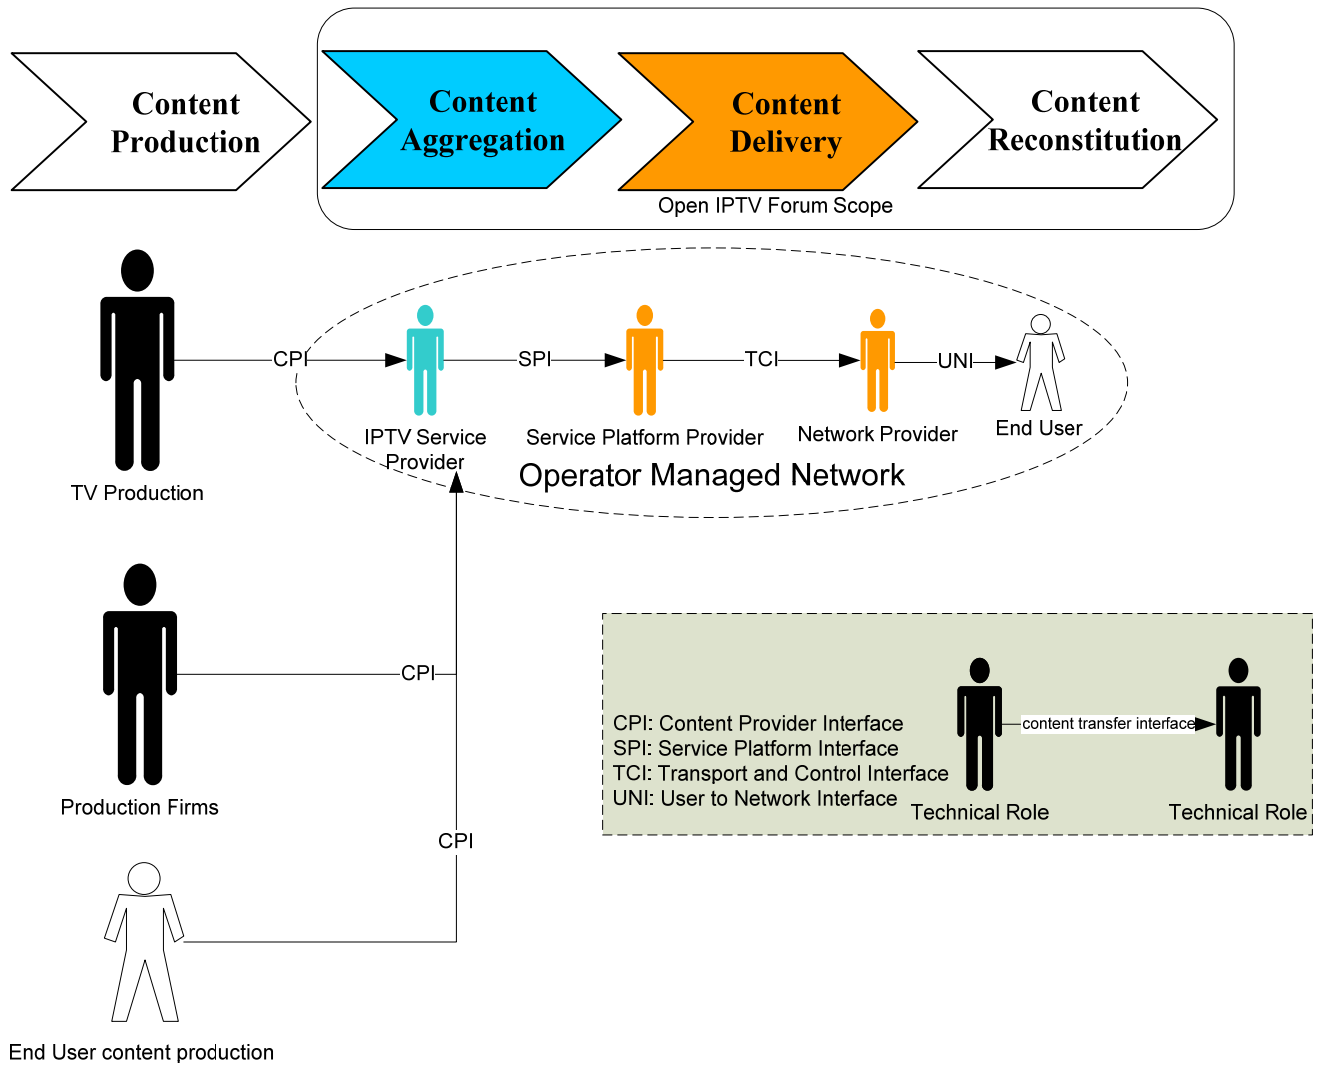 Content
Production
Content
Aggregation
Content
Delivery
Content
Reconstitution
Open IPTV Forum Scope
CPI
SPI
TCI
UNI
IPTV Service
Provider
Service Platform Provider
Network Provider
End User
Operator Managed Network
TV Production
CPI
Production Firms
CPI
End User content production
CPI: Content Provider Interface
SPI: Service Platform Interface
TCI: Transport and Control Interface
UNI: User to Network Interface
content transfer interface
Technical Role
Technical Role